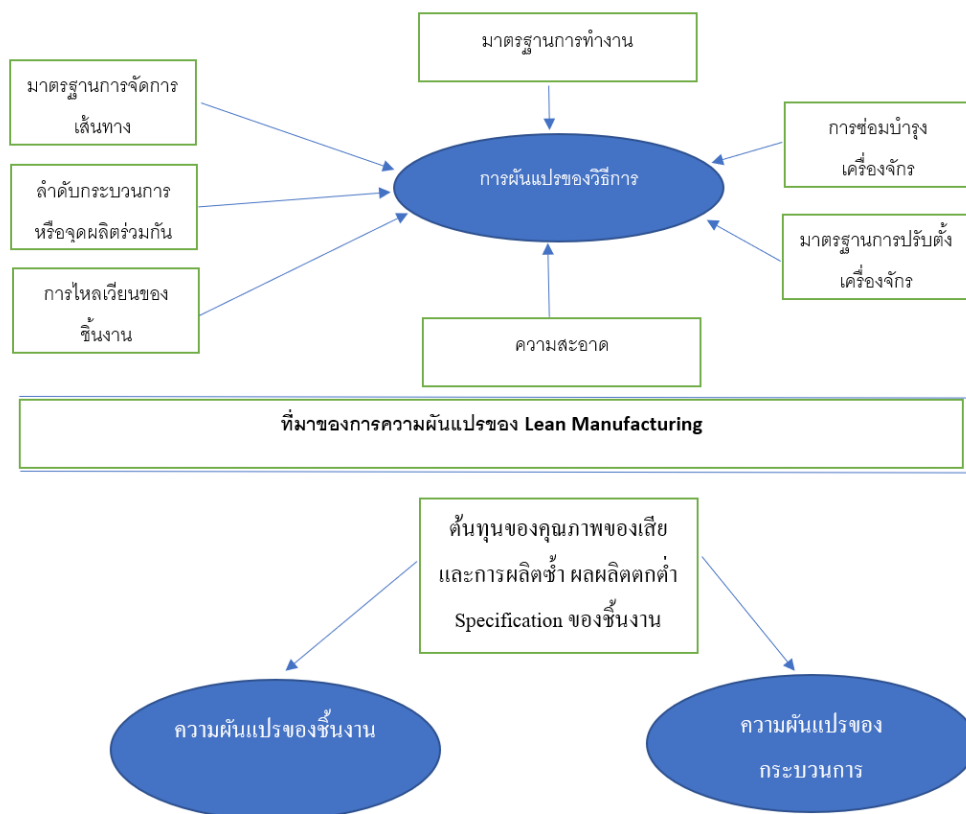 มาตรฐานการทำงาน
มาตรฐานการจัดการ
เส้นทาง
การซ่อมบำรุง
เครื่องจักร
การผันแปรของวิธีการ
ลำดับกระบวนการ
หรือจุดผลิตร่วมกัน
มาตรฐานการปรับตั้ง
เครื่องจักร
การไหลเวียนของ
ชิ้นงาน
ความสะอาด
ที่มาของการความผันแปรของ Lean Manufacturing
ต้นทุนของคุณภาพของเสีย
และการผลิตซ้ำ ผลผลิตตกต่ำ
Specification ของชิ้นงาน
ความผันแปรของชิ้นงาน
ความผันแปรของ
กระบวนการ